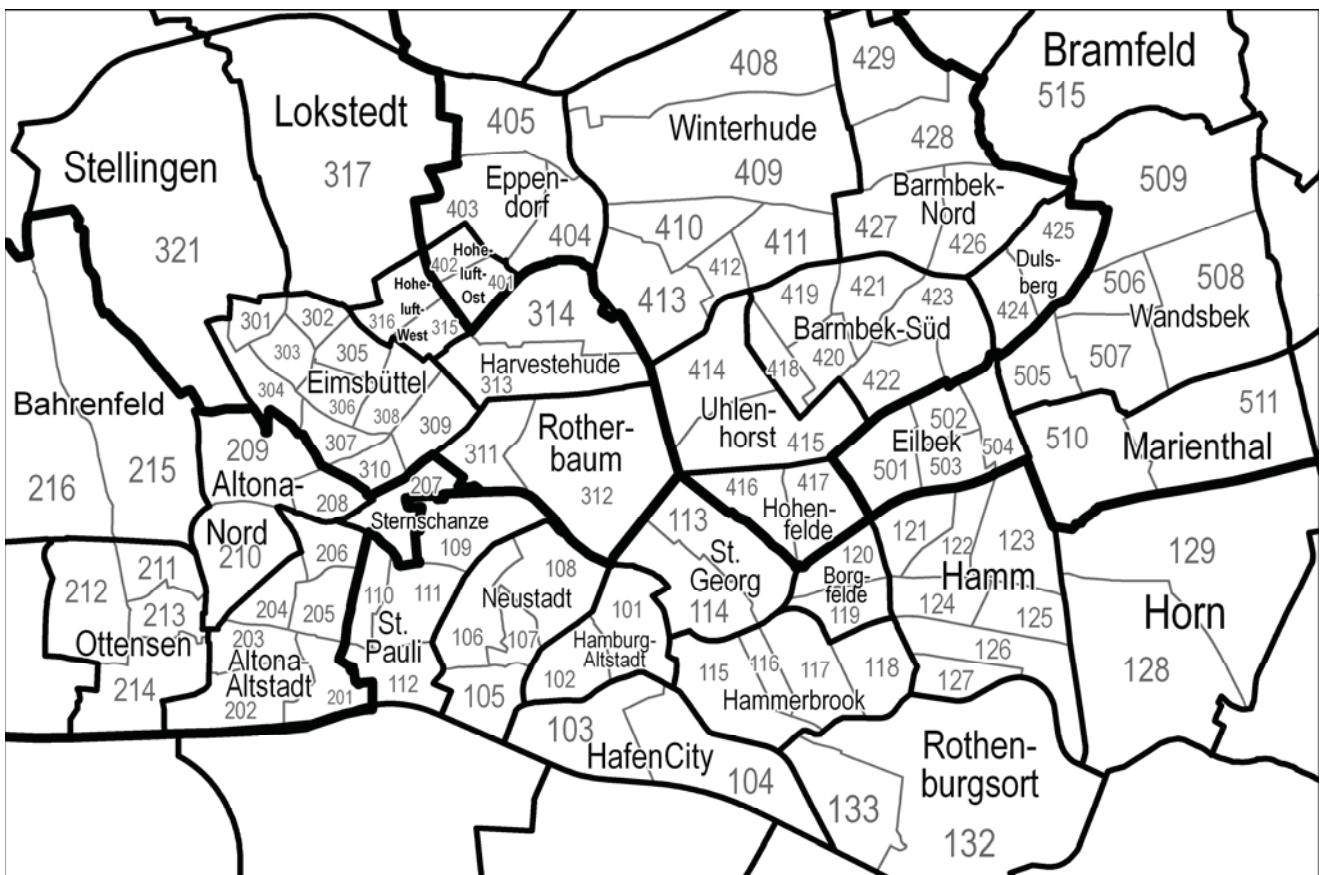 408
429
Bramfeld
515
Lokstedt
405
Winterhude
428
Stellingen
317
Eppen-
dorf
409
Barmbek-
Nord
509
403
404
410
411
427
426
425
321
402
Hohe-
luft-
Ost
401
412
Duls-
berg
506
508
Hohe-
luft-
West
413
419
421
423
424
Wandsbek
301
302
316
315
314
Barmbek-Süd
303
305
Harvestehude
414
418
420
507
304
Eimsbüttel
313
422
505
Bahrenfeld
306
308
309
Rother-
baum
Uhlen-
horst
415
502
Eilbek
511
209
307
310
311
501
503
504
510
Marienthal
216
215
Altona-
208
207
312
416
417
Sternschanze
113
Hohen-
felde
121
122
123
129
Nord
210
206
109
108
St.
Georg
120
Borg-
felde
119
Hamm
212
211
213
110
111
Neustadt
101
114
124
125
Horn
Ottensen
204
205
St.
Pauli
106
107
Hamburg-
Altstadt
203
Altona-
Altstadt
126
214
202
201
112
105
102
115
116
117
118
127
128
Hammerbrook
103
HafenCity
104
Rothen-
burgsort
133
132